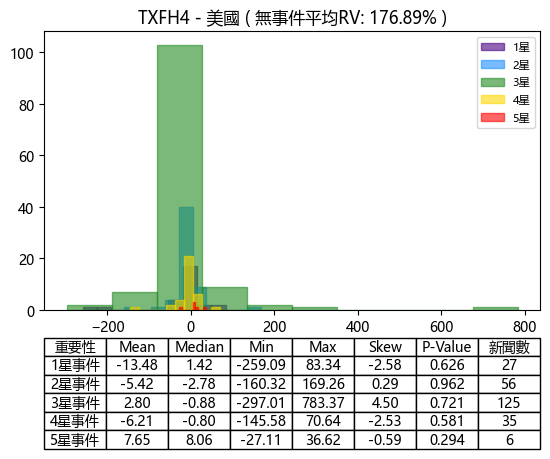 TXFH4 - 美國 ( 無事件平均RV: 176.89% )
1星
2星
3星
4星
5星
100
80
60
40
20
0
−200 0 200 400 600 800
重要性 Mean Median Min Max Skew P-Value 新聞數
1星事件 -13.48 1.42 -259.09 83.34 -2.58 0.626 27
2星事件 -5.42 -2.78 -160.32 169.26 0.29 0.962 56
3星事件 2.80 -0.88 -297.01 783.37 4.50 0.721 125
4星事件 -6.21 -0.80 -145.58 70.64 -2.53 0.581 35
5星事件 7.65 8.06 -27.11 36.62 -0.59 0.294 6